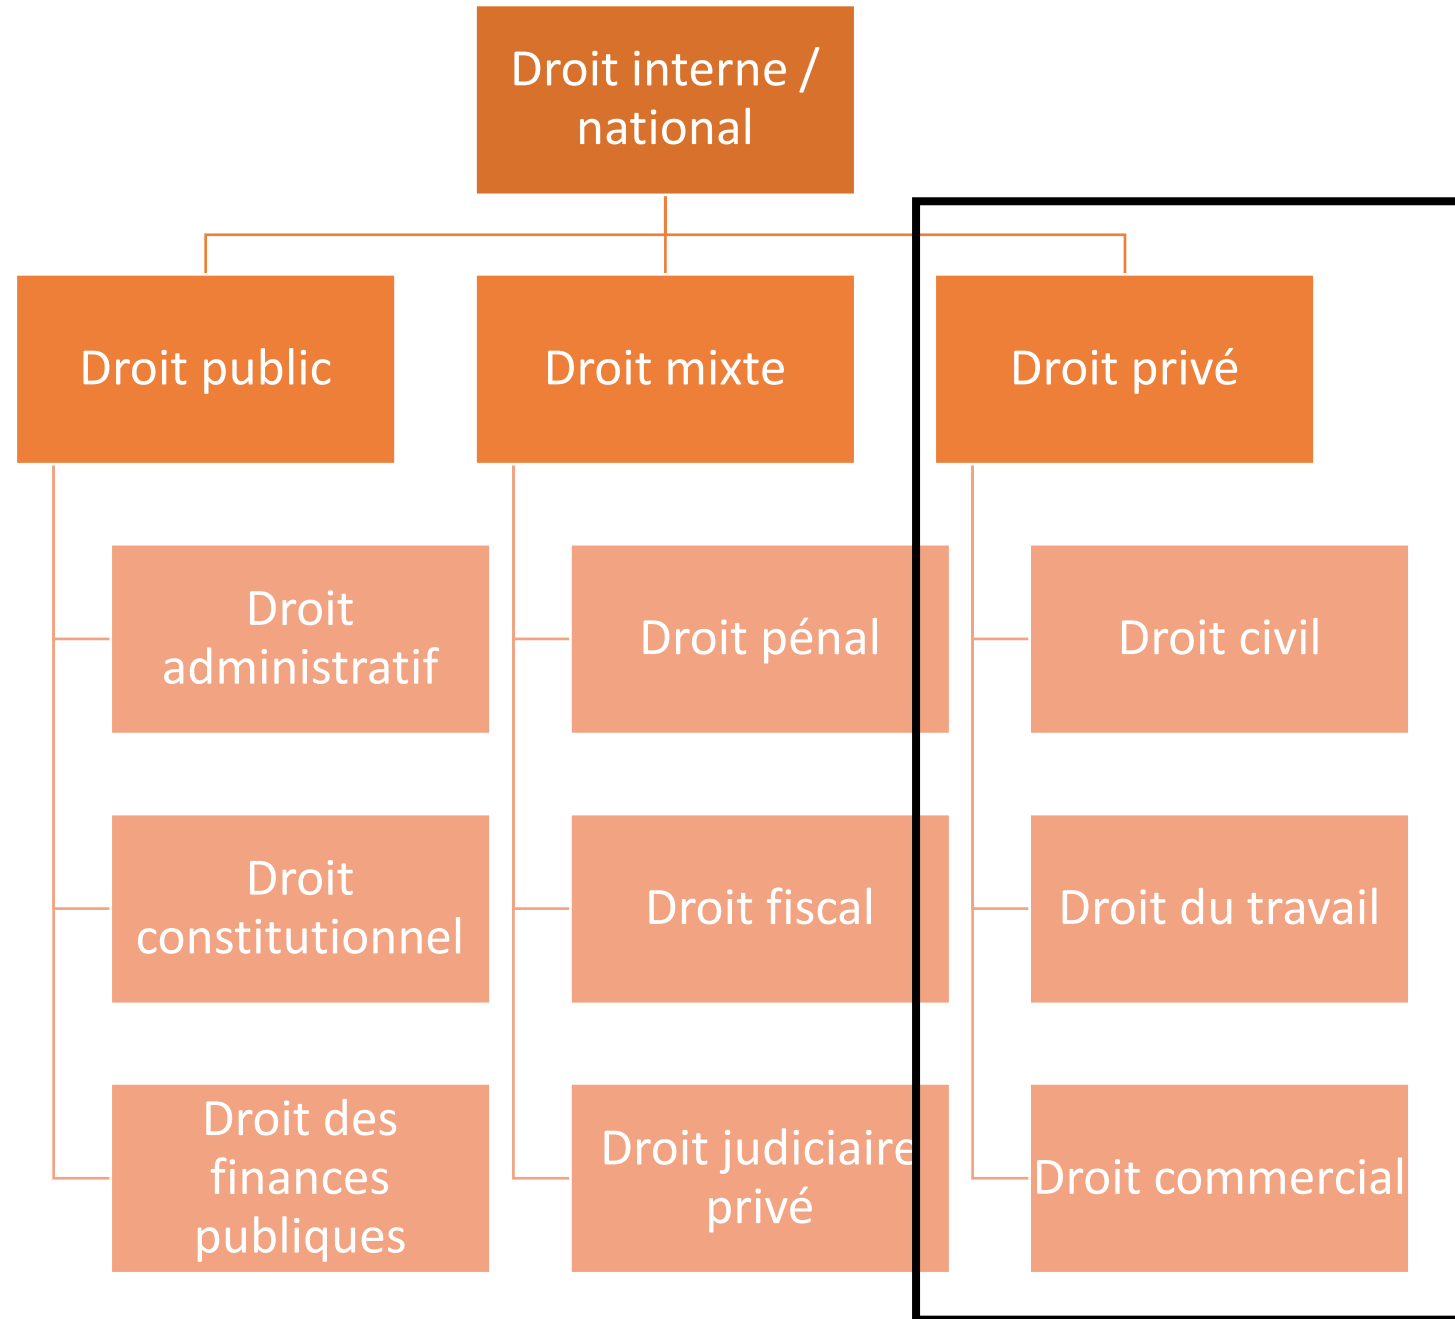 Droit interne /
national
Droit public
Droit mixte
Droit privé
Droit
administratif
Droit pénal
Droit civil
Droit
constitutionnel
Droit fiscal
Droit du travail
Droit des
finances
publiques
Droit judiciaire
privé
Droit commercial